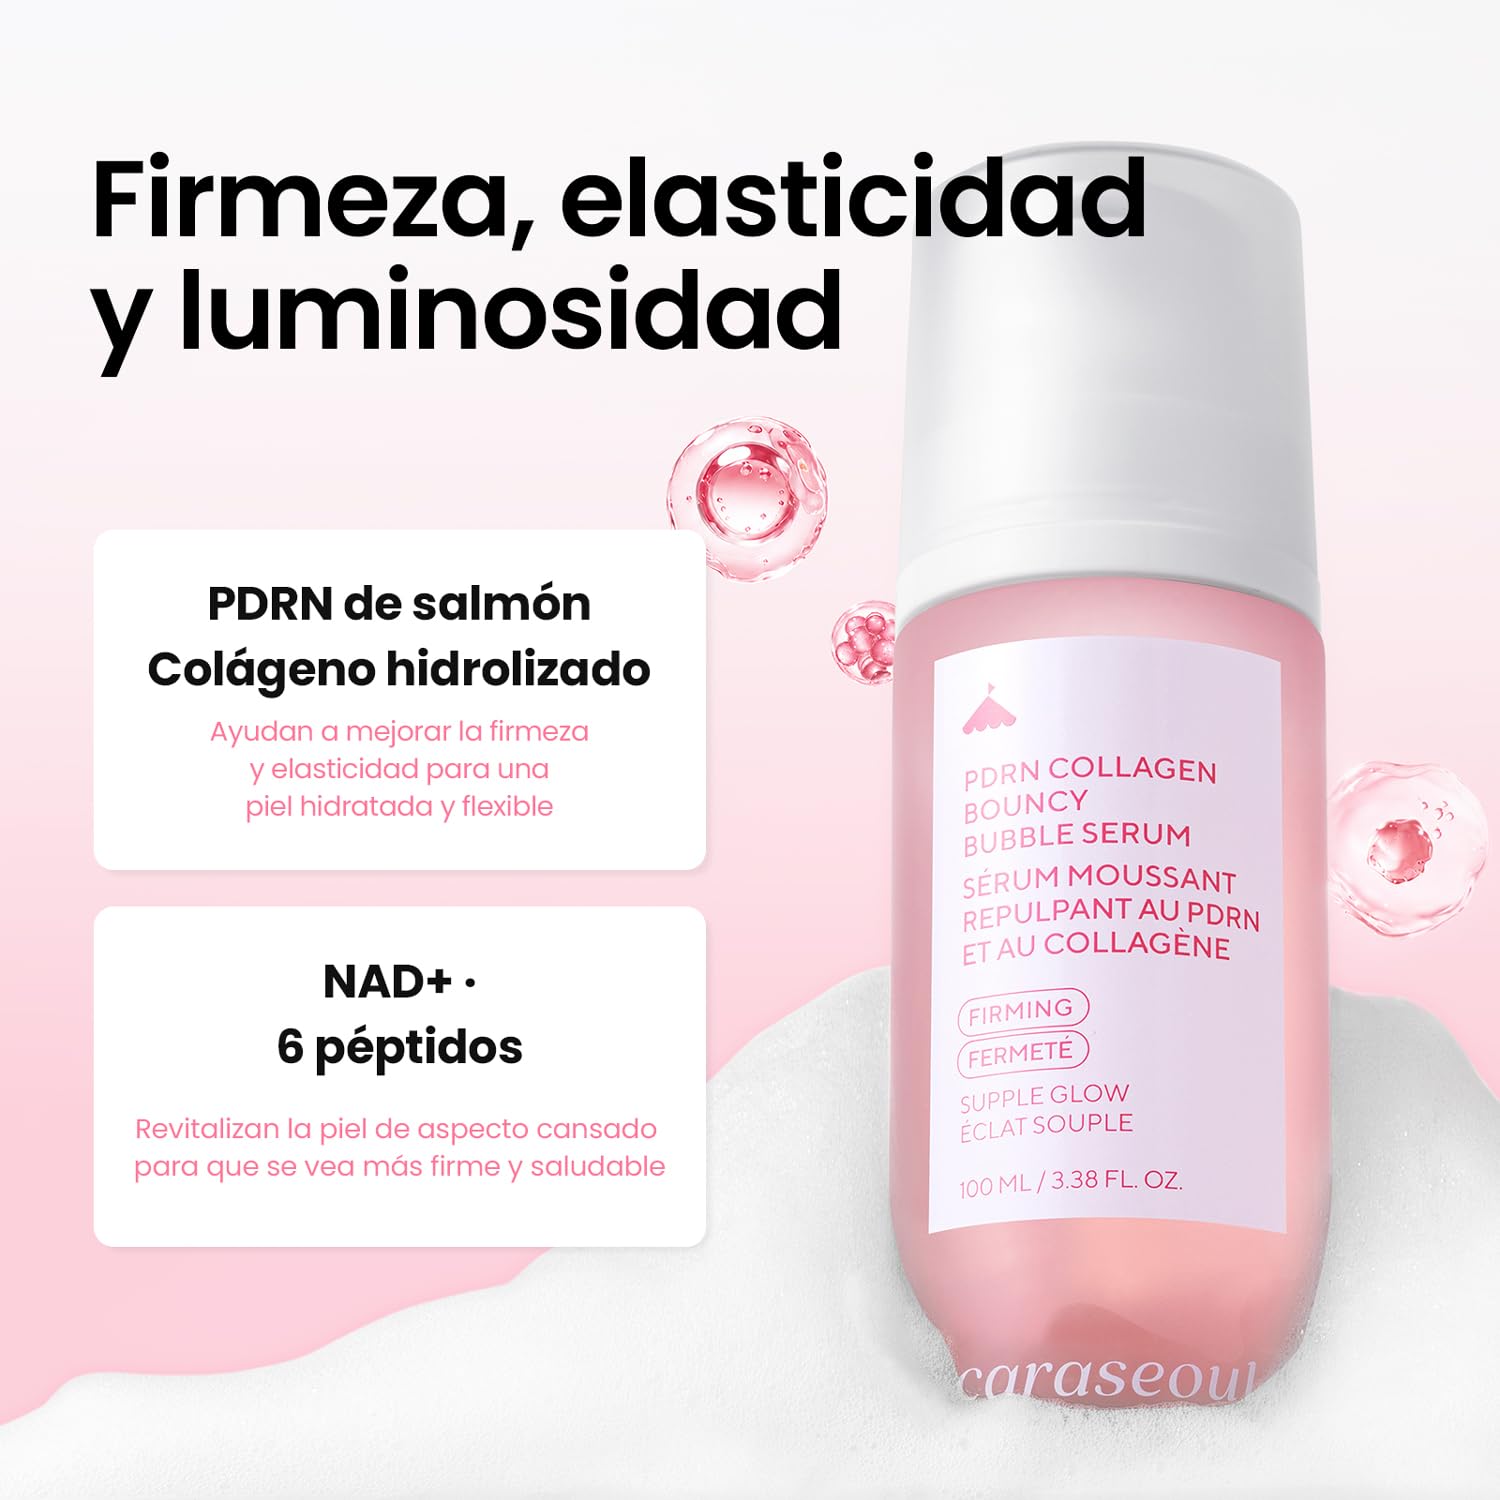 Firmeza, elasticidad
y luminosidad
PDRN de salmón
Colágeno hidrolizado
Ayudan a mejorar la firmeza
y elasticidad para una
piel hidratada y flexible
NAD+ ·
6 péptidos
Revitalizan la piel de aspecto cansado
para que se vea más firme y saludable
PDRN COLLAGEN
BOUNCY
BUBBLE SERUM
SÉRUM MOUSSANT
REPULPANT AU PDRN
ET AU COLLAGÈNE
FIRMING
FERMETÉ
SUPPLE GLOW
ÉCLAT SOUPLE
100 ML / 3.38 FL. OZ.
caraseoul